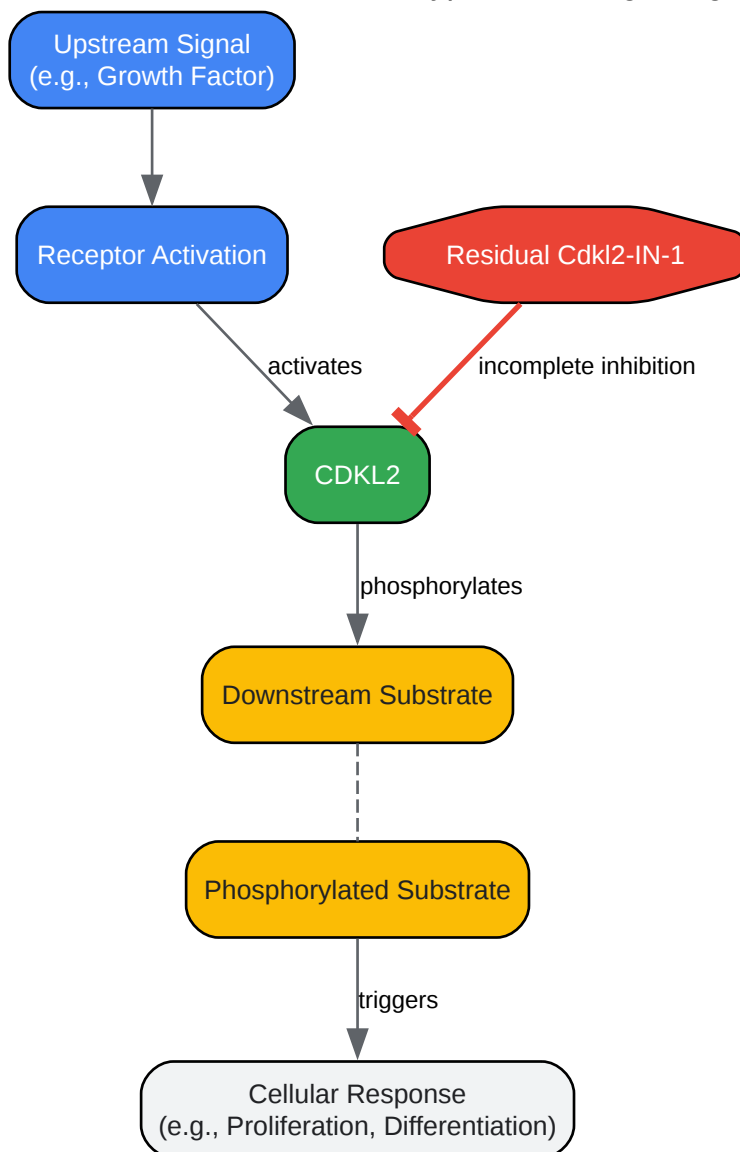 Upstream Signal
(e.g., Growth Factor)
Receptor Activation
Residual Cdkl2-IN-1
activates
incomplete inhibition
CDKL2
phosphorylates
Downstream Substrate
Phosphorylated Substrate
triggers
Cellular Response
(e.g., Proliferation, Differentiation)